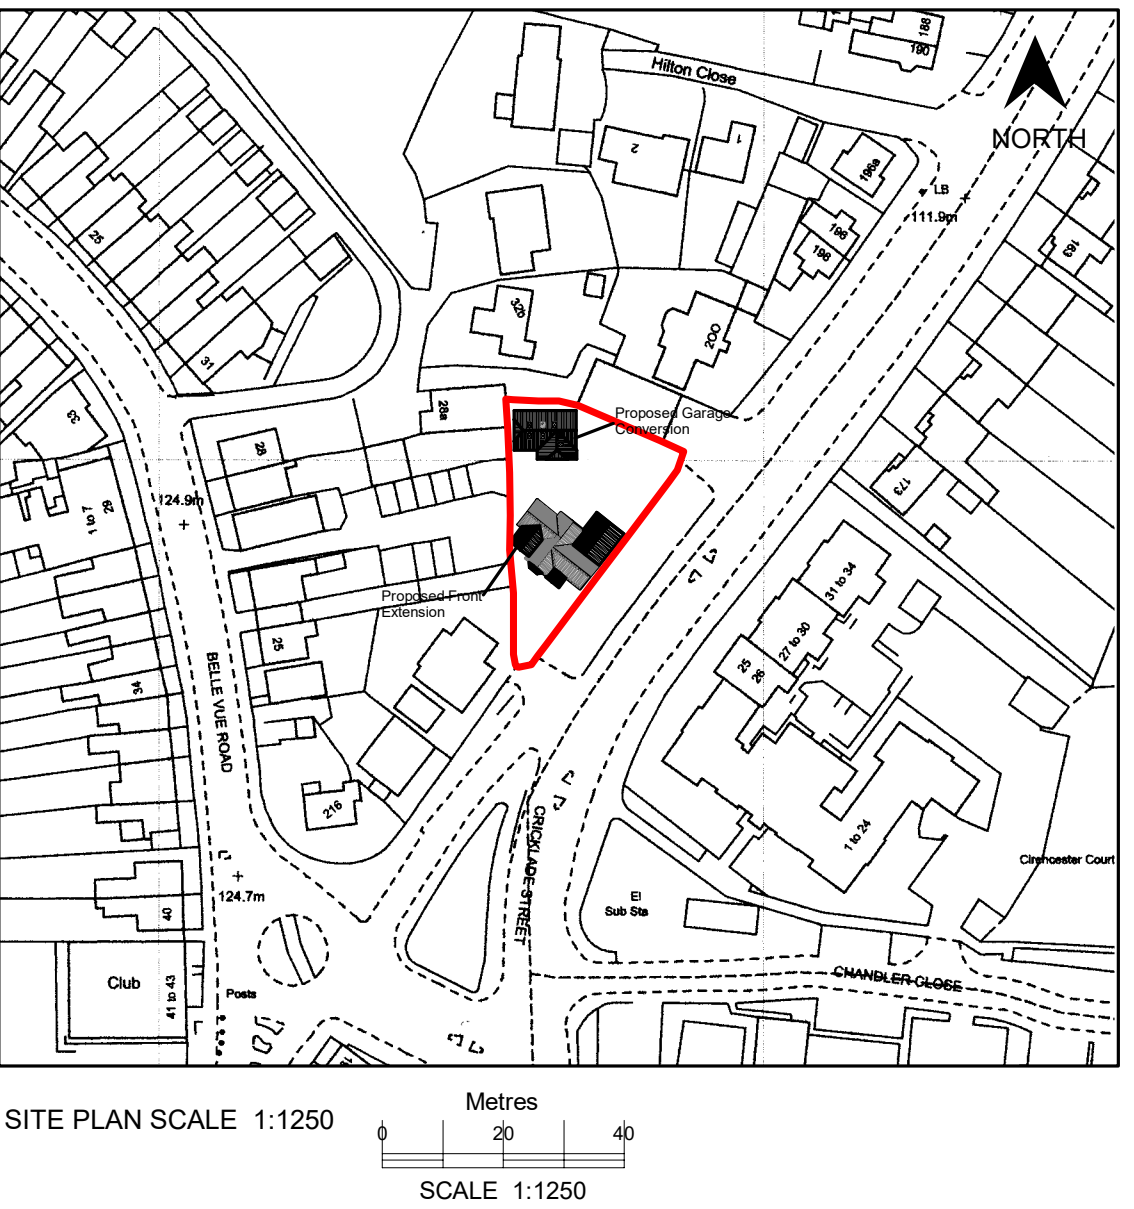 188
190
Hilton Close
NORTH
1
2
196a
LB
111.9m
198
198
163
25
32b
200
31
33
28a
Proposed Garage
Conversion
28
124.9m
29
1 to 7
173
31 to 34
Proposed Front
Extension
27 to 30
25
26
25
34
BELLE VUE ROAD
216
CRICKLADE STREET
1 to 24
Cirencester Court
124.7m
El
Sub Sta
40
Club
41 to 43
Posts
CHANDLER CLOSE
SITE PLAN SCALE 1:1250
Metres
0 20 40
SCALE 1:1250